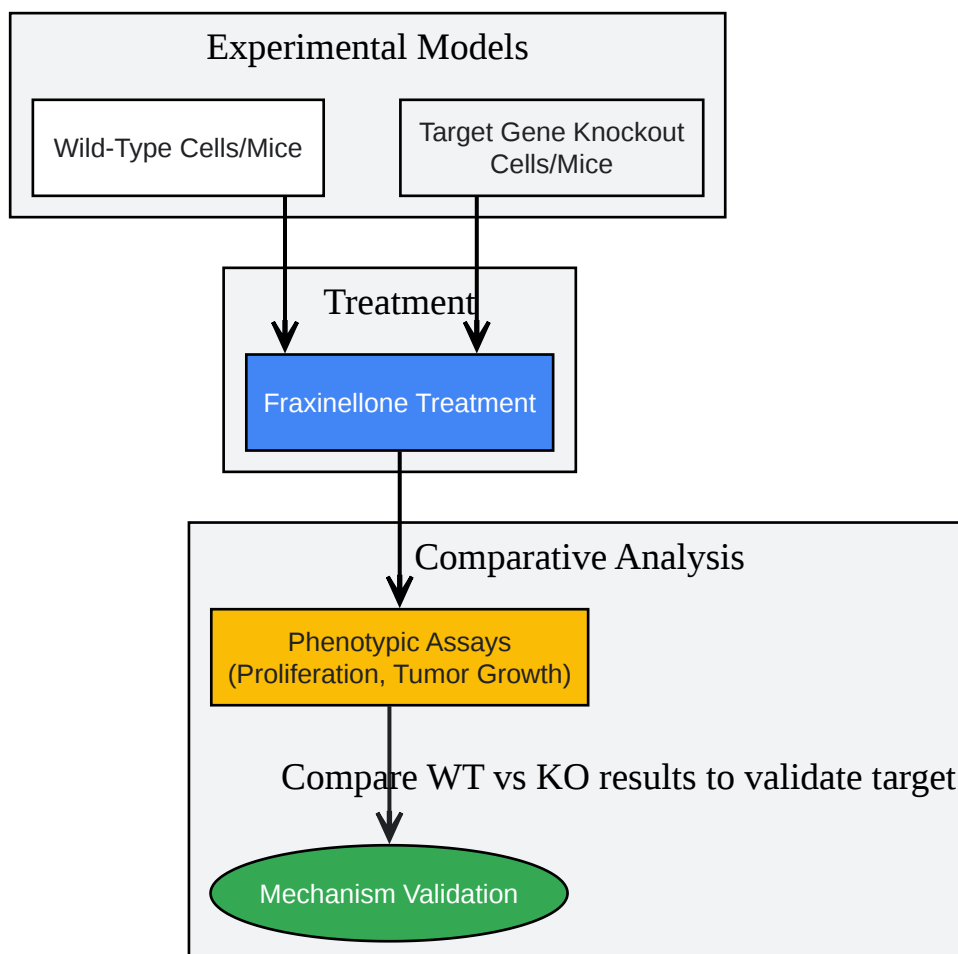 Experimental Models
Wild-Type Cells/Mice
Target Gene Knockout
Cells/Mice
Treatment
Fraxinellone Treatment
Comparative Analysis
Phenotypic Assays
(Proliferation, Tumor Growth)
Compare WT vs KO results to validate target
Mechanism Validation